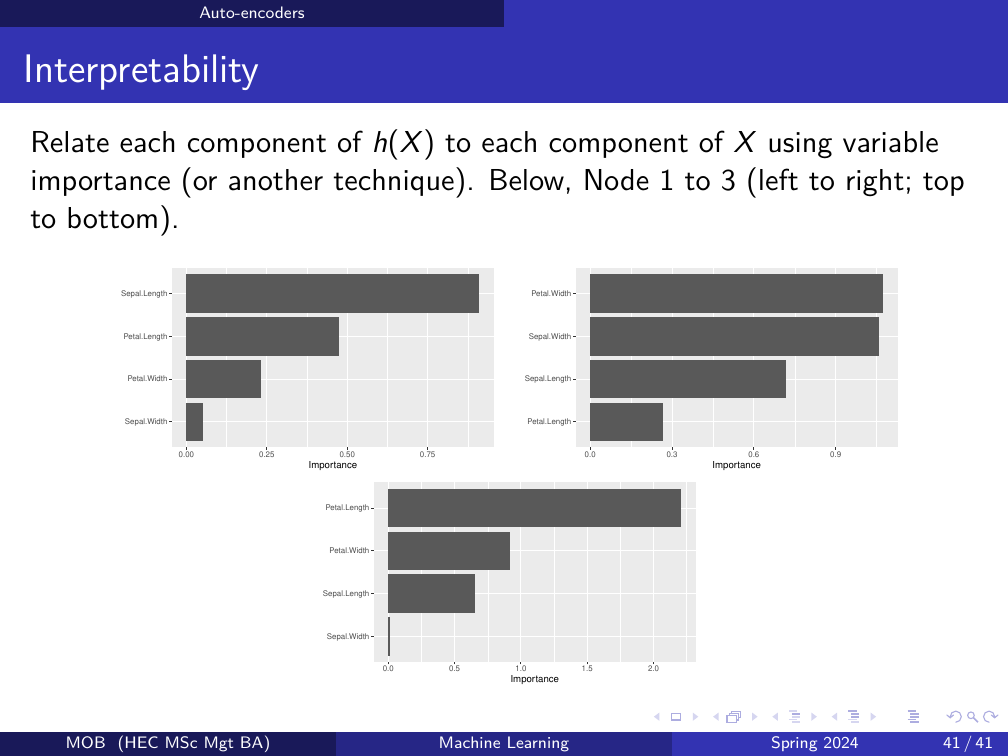 Auto-encoders
Interpretability
Relate each component of h(X) to each component of X using variable
importance (or another technique). Below, Node 1 to 3 (left to right; top
to bottom).
Sepal.Length
Petal.Length
Petal.Width
Sepal.Width
0.00 0.25 0.50 0.75
Importance
Petal.Width
Sepal.Width
Sepal.Length
Petal.Length
0.0 0.3 0.6 0.9
Importance
Petal.Length
Petal.Width
Sepal.Length
Sepal.Width
0.0 0.5 1.0 1.5 2.0
Importance
MOB (HEC MSc Mgt BA) Machine Learning Spring 2024 41 / 41